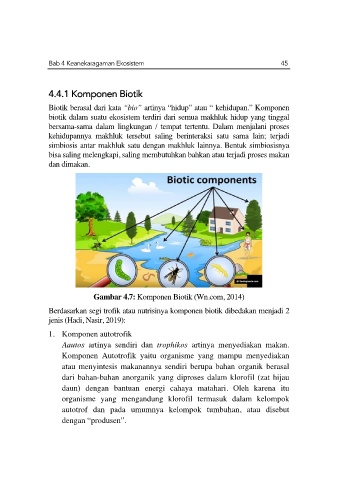 Bab 4 Keanekaragaman Ekosistem 45
4.4.1 Komponen Biotik
Biotik berasal dari kata “bio” artinya “hidup” atau “ kehidupan.” Komponen
biotik dalam suatu ekosistem terdiri dari semua makhluk hidup yang tinggal
bersama-sama dalam lingkungan / tempat tertentu. Dalam menjalani proses
kehidupannya makhluk tersebut saling berinteraksi satu sama lain; terjadi
simbiosis antar makhluk satu dengan makhluk lainnya. Bentuk simbiosisnya
bisa saling melengkapi, saling membutuhkan bahkan atau terjadi proses makan
dan dimakan.
Biotic components
Gambar 4.7: Komponen Biotik (Wn.com, 2014)
Berdasarkan segi trofik atau nutrisinya komponen biotik dibedakan menjadi 2
jenis (Hadi, Nasir, 2019):
1. Komponen autotrofik
Aautos artinya sendiri dan trophikos artinya menyediakan makan.
Komponen Autotrofik yaitu organisme yang mampu menyediakan
atau menyintesis makanannya sendiri berupa bahan organik berasal
dari bahan-bahan anorganik yang diproses dalam klorofil (zat hijau
daun) dengan bantuan energi cahaya matahari. Oleh karena itu
organisme yang mengandung klorofil termasuk dalam kelompok
autotrof dan pada umumnya kelompok tumbuhan, atau disebut
dengan “produsen”.